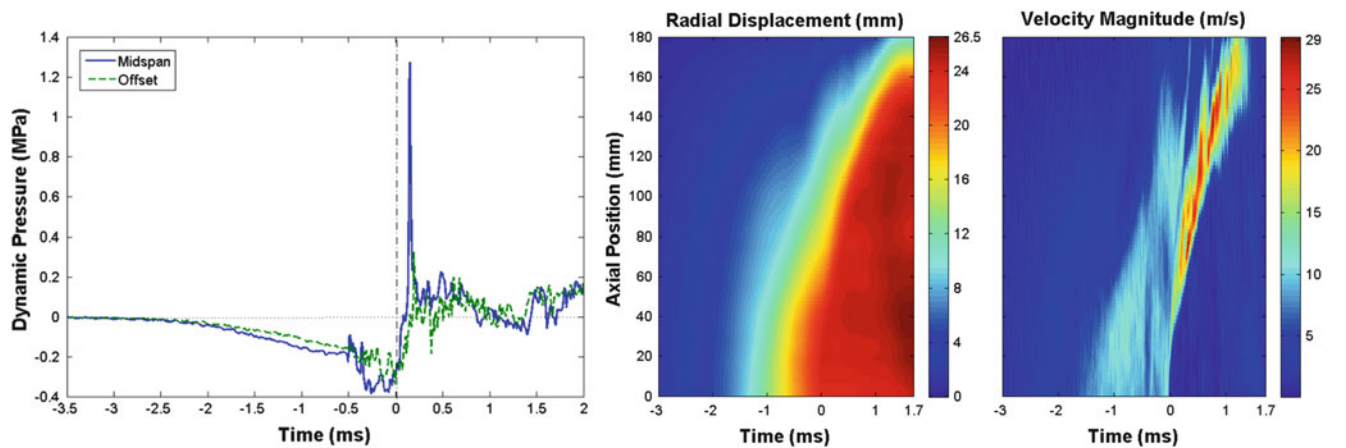 Dynamic Pressure (MPa)
1.4
1.2
1
0.8
0.6
0.4
0.2
0
-0.2
-0.4
Midspan
Offset
-3.5 -3 -2.5 -2 -1.5 -1 -0.5 0 0.5 1 1.5 2
Time (ms)
Radial Displacement (mm)
Axial Position (mm)
180
160
140
120
100
80
60
40
20
0
-3 -2 -1 0 1 1.7
Time (ms)
26.5
24
20
16
12
8
4
0
Velocity Magnitude (m/s)
-3 -2 -1 0 1 1.7
Time (ms)
29
25
20
15
10
5